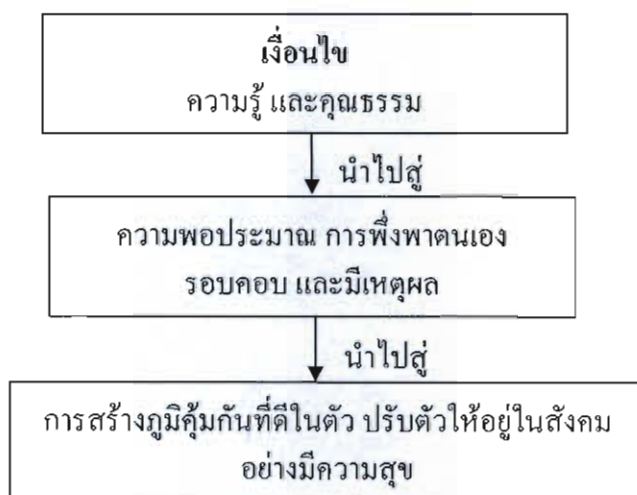 เงื่อนไข
ความรู้ และคุณธรรม
นำไปสู่
ความพอประมาณ การพึ่งพาตนเอง
รอบคอบ และมีเหตุผล
นำไปสู่
การสร้างภูมิคุ้มกันที่ดีในตัว ปรับตัวให้อยู่ในสังคม
อย่างมีความสุข